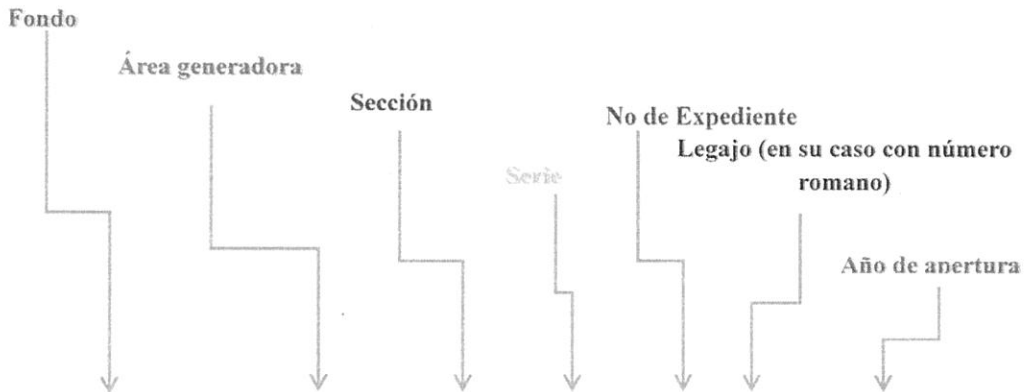 Fondo
Área generadora
Sección
Serie
No de Expediente
Legajo (en su caso con número
romano)
Año de apertura